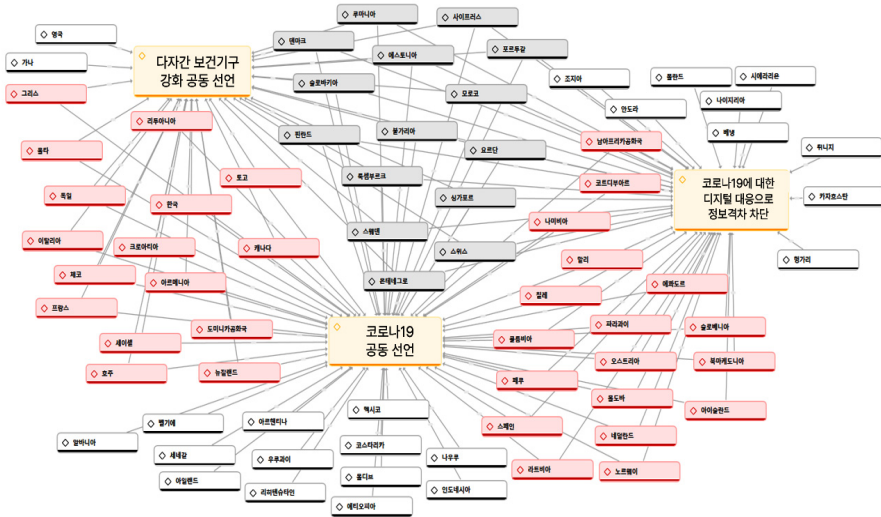 영국
가나
그리스
몰타
독일
이탈리아
체코
프랑스
세이셸
호주
다자간 보건기구
강화 공동 선언
리투아니아
한국
크로아티아
아르메니아
도미니카공화국
뉴질랜드
토고
캐나다
루마니아
덴마크
사이프러스
에스토니아
포르투갈
슬로바키아
모로코
핀란드
불가리아
요르단
룩셈부르크
싱가포르
스웨덴
스위스
몬테네그로
조지아
폴란드
시에라리온
안도라
나이지리아
베냉
튀니지
카자흐스탄
헝가리
남아프리카공화국
코트디부아르
나미비아
코로나19에 대한
디지털 대응으로
정보격차 차단
말리
칠레
에콰도르
파라과이
콜롬비아
슬로베니아
오스트리아
북마케도니아
페루
몰도바
아이슬란드
스페인
네덜란드
라트비아
노르웨이
코로나19
공동 선언
알바니아
벨기에
세네갈
아일랜드
아르헨티나
우루과이
리히텐슈타인
멕시코
코스타리카
몰디브
에티오피아
나우루
인도네시아